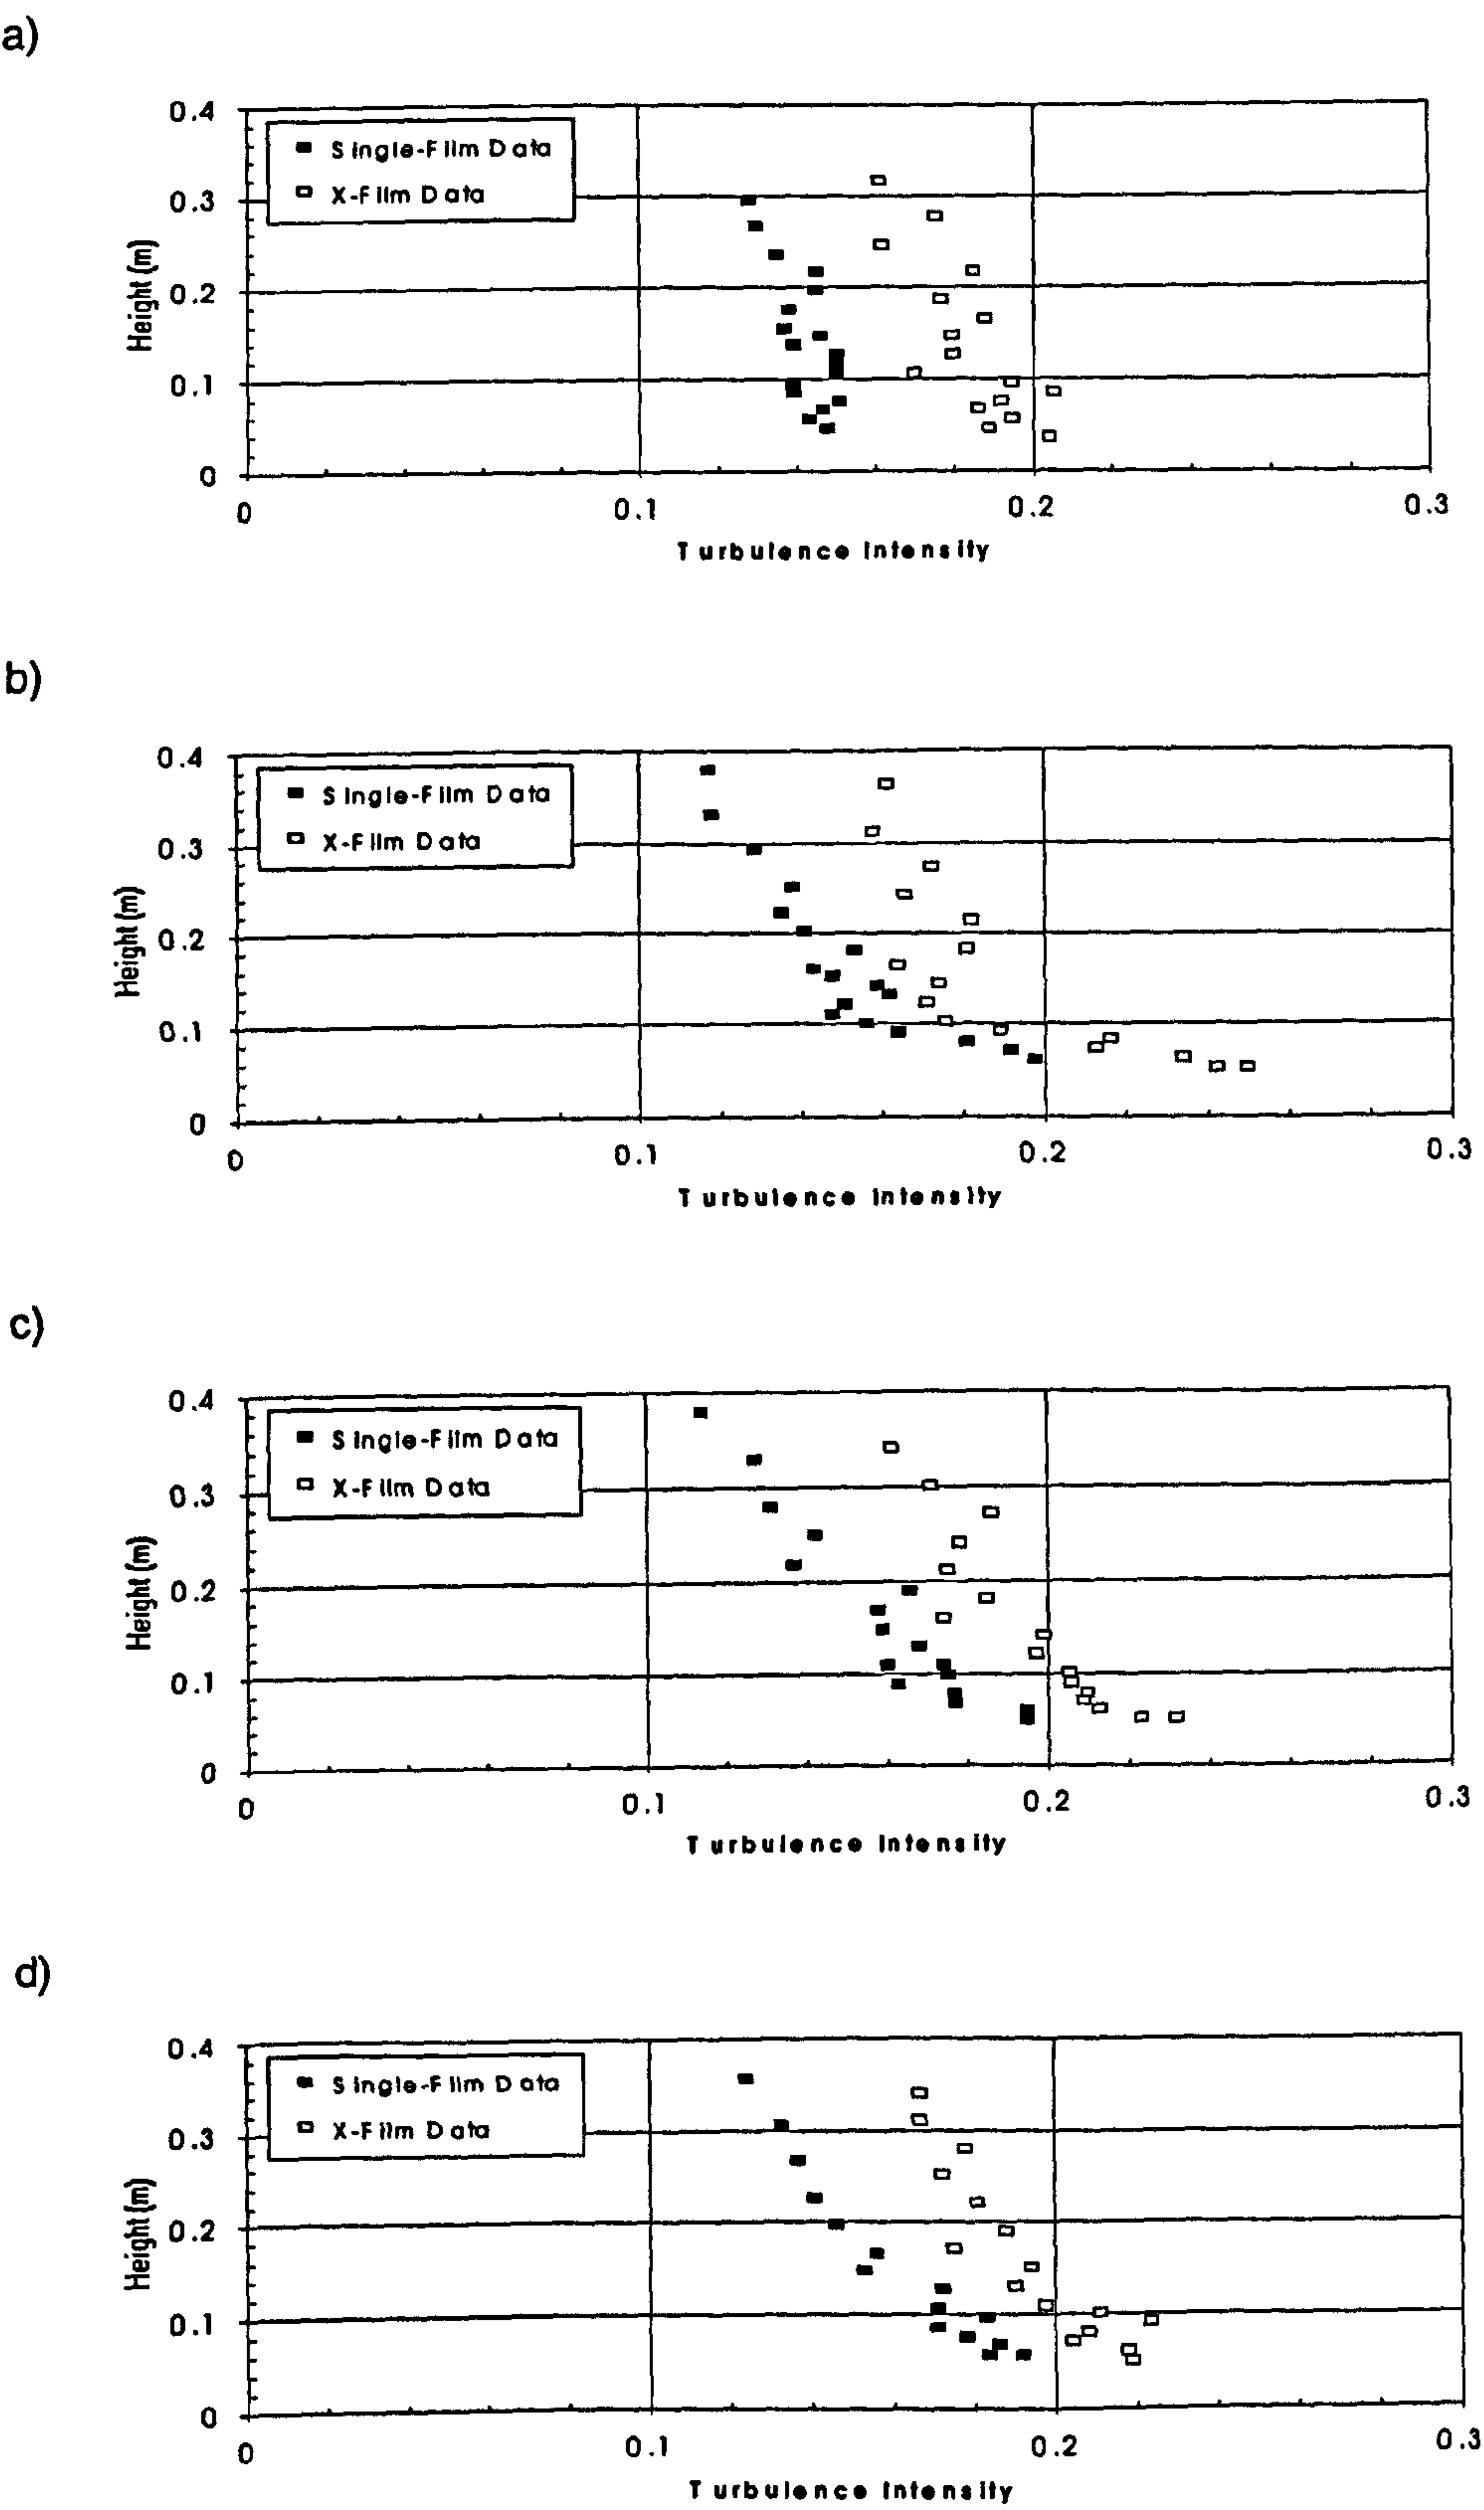 a)
0.4
Single-Film Data
X-Film Data
0.3
Height (m)
0.2
0.1
0
0 0.1 0.2 0.3
Turbulence Intensity
b)
0.4
Single-Film Data
X-Film Data
0.3
Height (m)
0.2
0.1
0
0 0.1 0.2 0.3
Turbulence Intensity
c)
0.4
Single-Film Data
X-Film Data
0.3
Height (m)
0.2
0.1
0
0 0.1 0.2 0.3
Turbulence Intensity
d)
0.4
Single-Film Data
X-Film Data
0.3
Height (m)
0.2
0.1
0
0 0.1 0.2 0.3
Turbulence Intensity